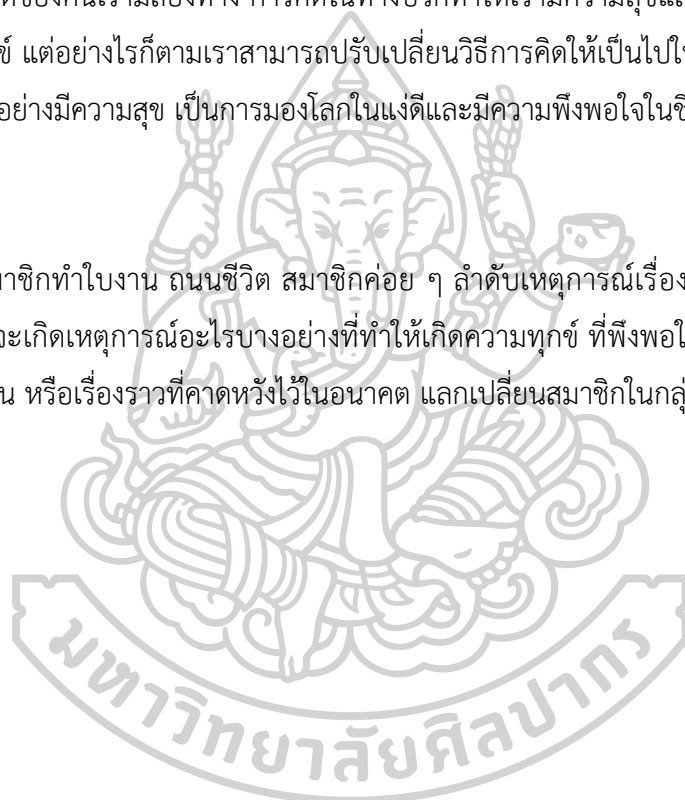 ดของคนเรามีสองทาง การคิดในทางบวกทำให้เรามีความสุขและ
ข์ แต่อย่างไรก็ตามเราสามารถปรับเปลี่ยนวิธีการคิดให้เป็นไปใน
อย่างมีความสุข เป็นการมองโลกในแง่ดีและมีความพึงพอใจในชี
าชิกทำใบงาน ถนนชีวิต สมาชิกค่อย ๆ ลำดับเหตุการณ์เรื่อง
จะเกิดเหตุการณ์อะไรบางอย่างที่ทำให้เกิดความทุกข์ ที่พึงพอใ
น หรือเรื่องราวที่คาดหวังไว้ในอนาคต แลกเปลี่ยนสมาชิกในกลุ่
มหาวิทยาลัยศิลปากร